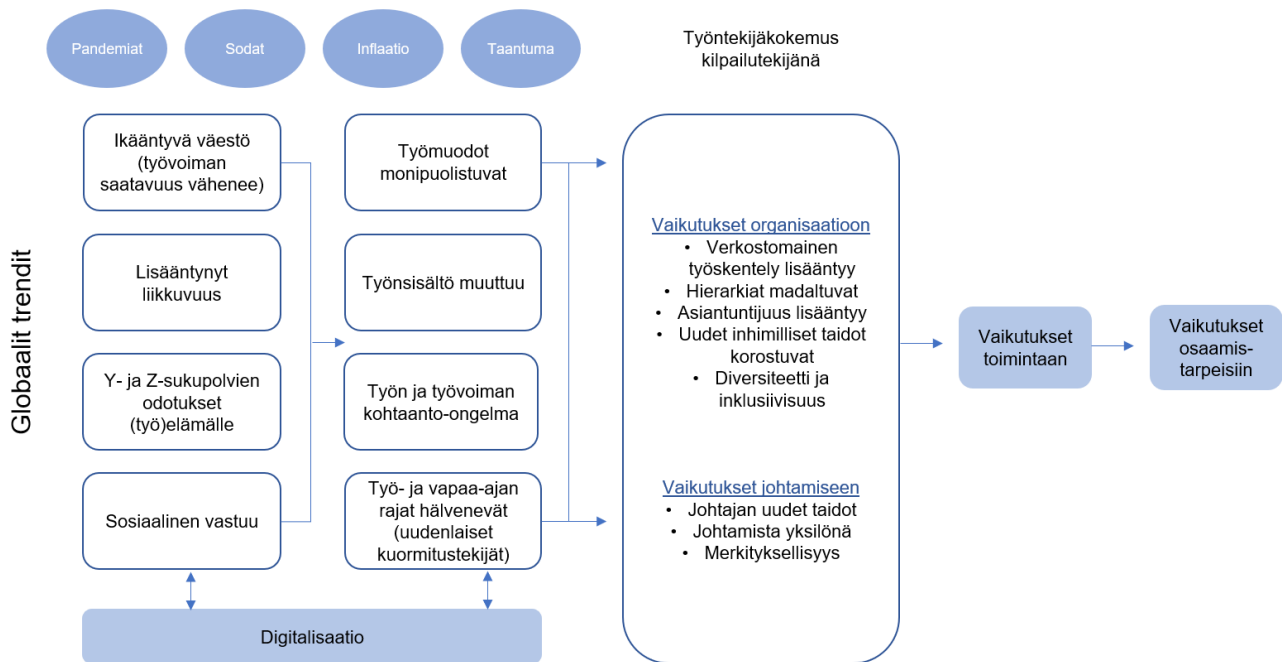 Pandemiat
Sodat
Inflaatio
Taantuma
Työntekijäkokemus
kilpailutekijänä
Globaalit trendit
Ikääntyvä väestö
(työvoiman
saatavuus vähenee)
Lisääntynyt
liikkuvuus
Y- ja Z-sukupolvien
odotukset
(työ)elämälle
Sosiaalinen vastuu
Työmuodot
monipuolistuvat
Työnsisältö muuttuu
Työn ja työvoiman
kohtaanto-ongelma
Työ- ja vapaa-ajan
rajat hälvenevät
(uudenlaiset
kuormitustekijät)
Digitalisaatio
Vaikutukset organisaatioon
• Verkostomainen
työskentely lisääntyy
• Hierarkiat madaltuvat
• Asiantuntijuus lisääntyy
• Uudet inhimilliset taidot
korostuvat
• Diversiteetti ja
inklusiivisuus
Vaikutukset johtamiseen
• Johtajan uudet taidot
• Johtamista yksilönä
• Merkityksellisyys
Vaikutukset
toimintaan
Vaikutukset
osaamis-
tarpeisiin